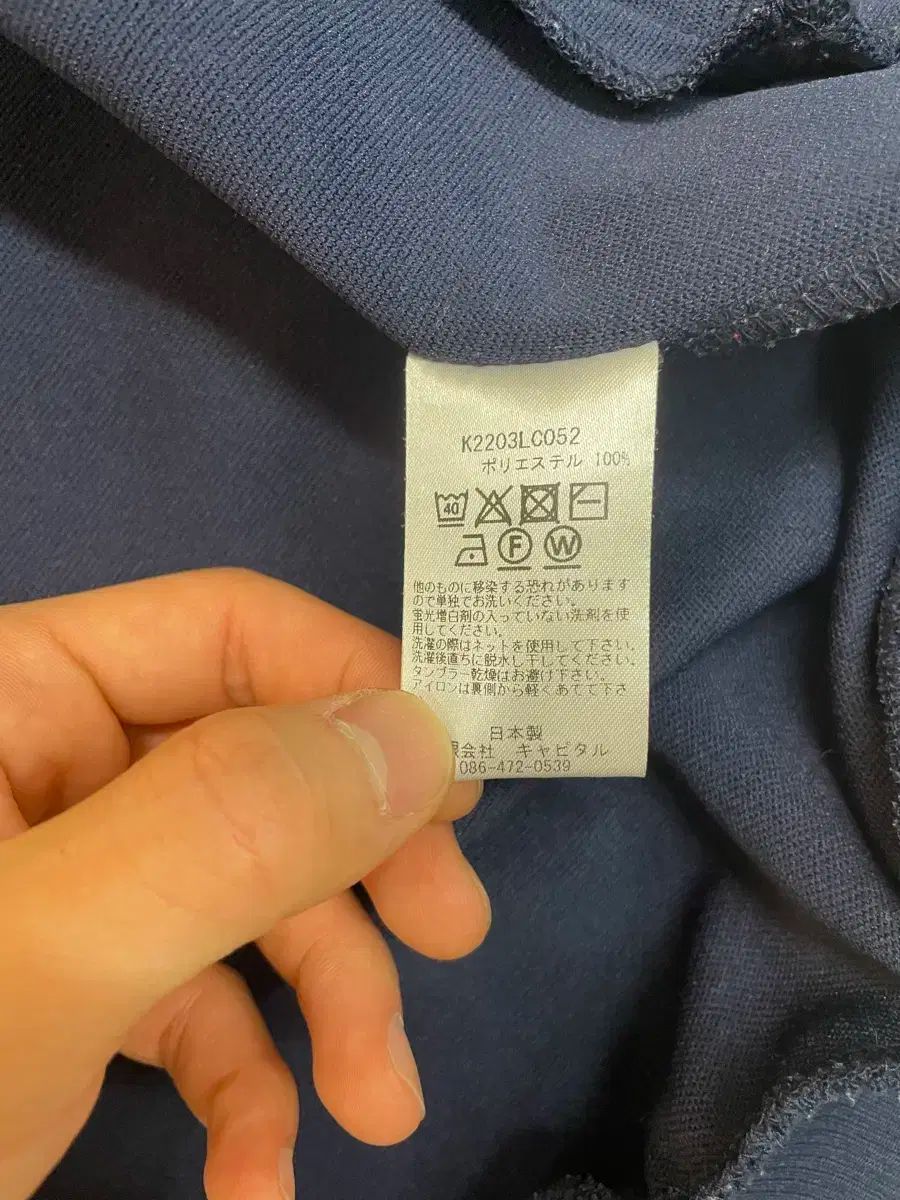 K2203LC052
ポリエステル 100%
40
F W
他のものに移染する恐れがあります
ので単独でお洗いください。
蛍光増白剤の入っていない洗剤を使
用してください。
洗濯の際はネットを使用して下さい。
洗濯後直ちに脱水し干してください。
タンブラー乾燥はお避け下さい。
アイロンは裏側から軽くあてて下さ
日本製
限会社 キャピタル
086-472-0539